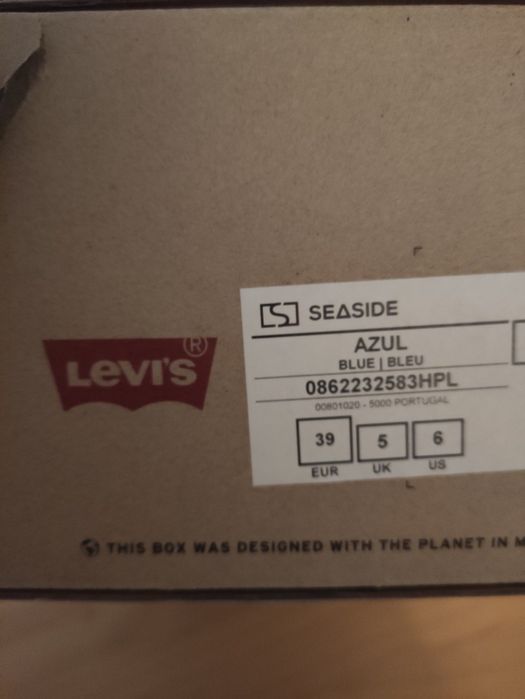 LEVI'S®
SEASIDE
AZUL
BLUE | BLEU
0862232583HPL
00801020 - 5000 PORTUGAL
39 5 6
EUR UK US
THIS BOX WAS DESIGNED WITH THE PLANET IN